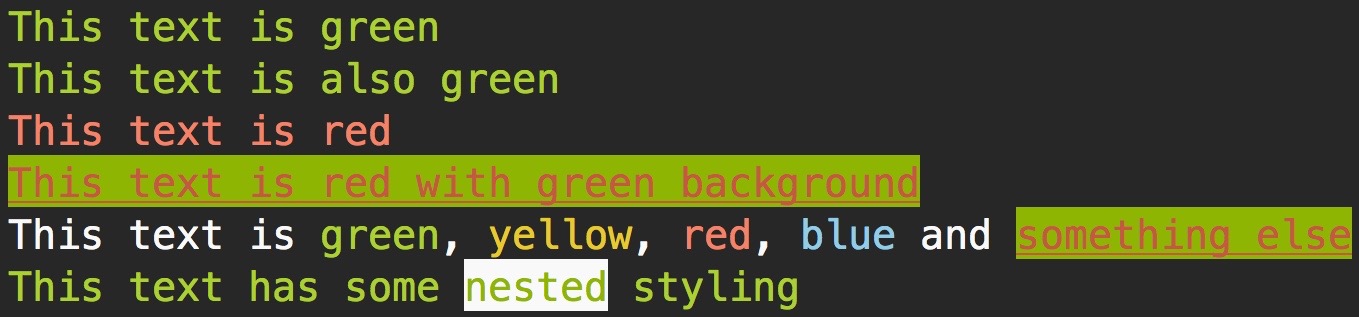 This text is green
This text is also green
This text is red
This text is red with green background
This text is green, yellow, red, blue and something else
This text has some nested styling